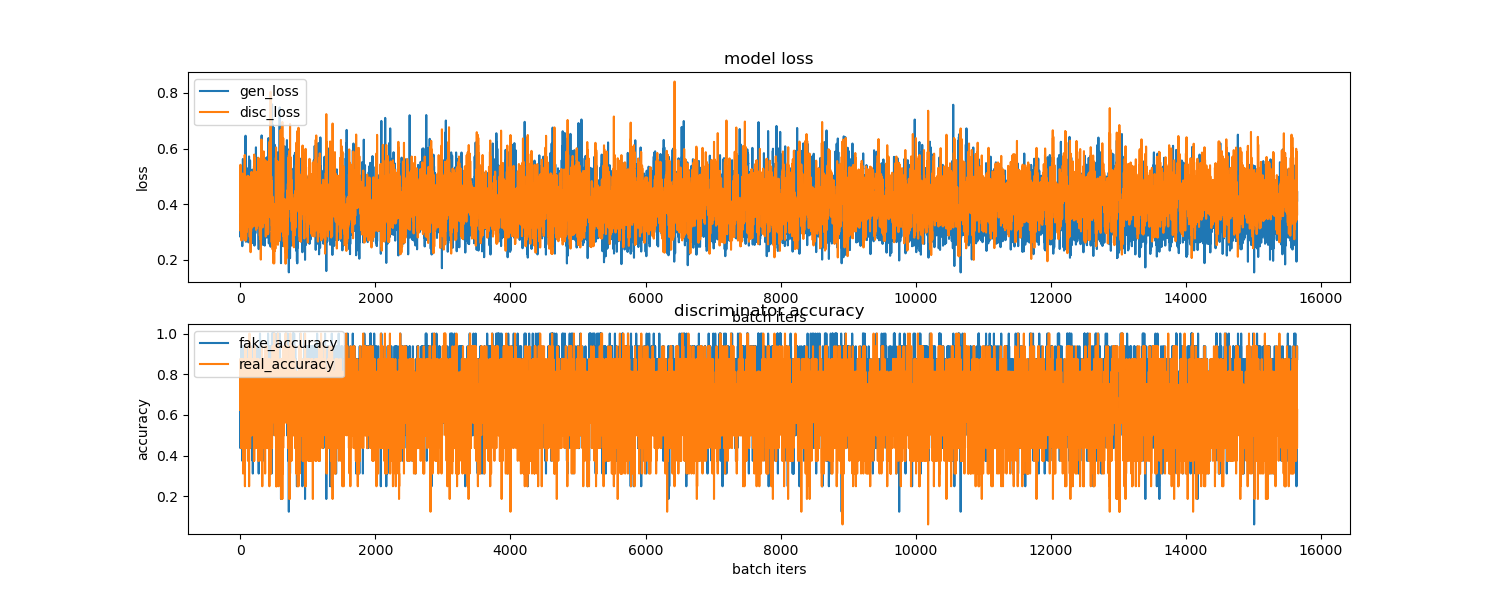 model loss
gen_loss
disc_loss
loss
0.8
0.6
0.4
0.2
0 2000 4000 6000 8000 10000 12000 14000 16000
batch iters
discriminator accuracy
fake_accuracy
real_accuracy
accuracy
1.0
0.8
0.6
0.4
0.2
0 2000 4000 6000 8000 10000 12000 14000 16000
batch iters